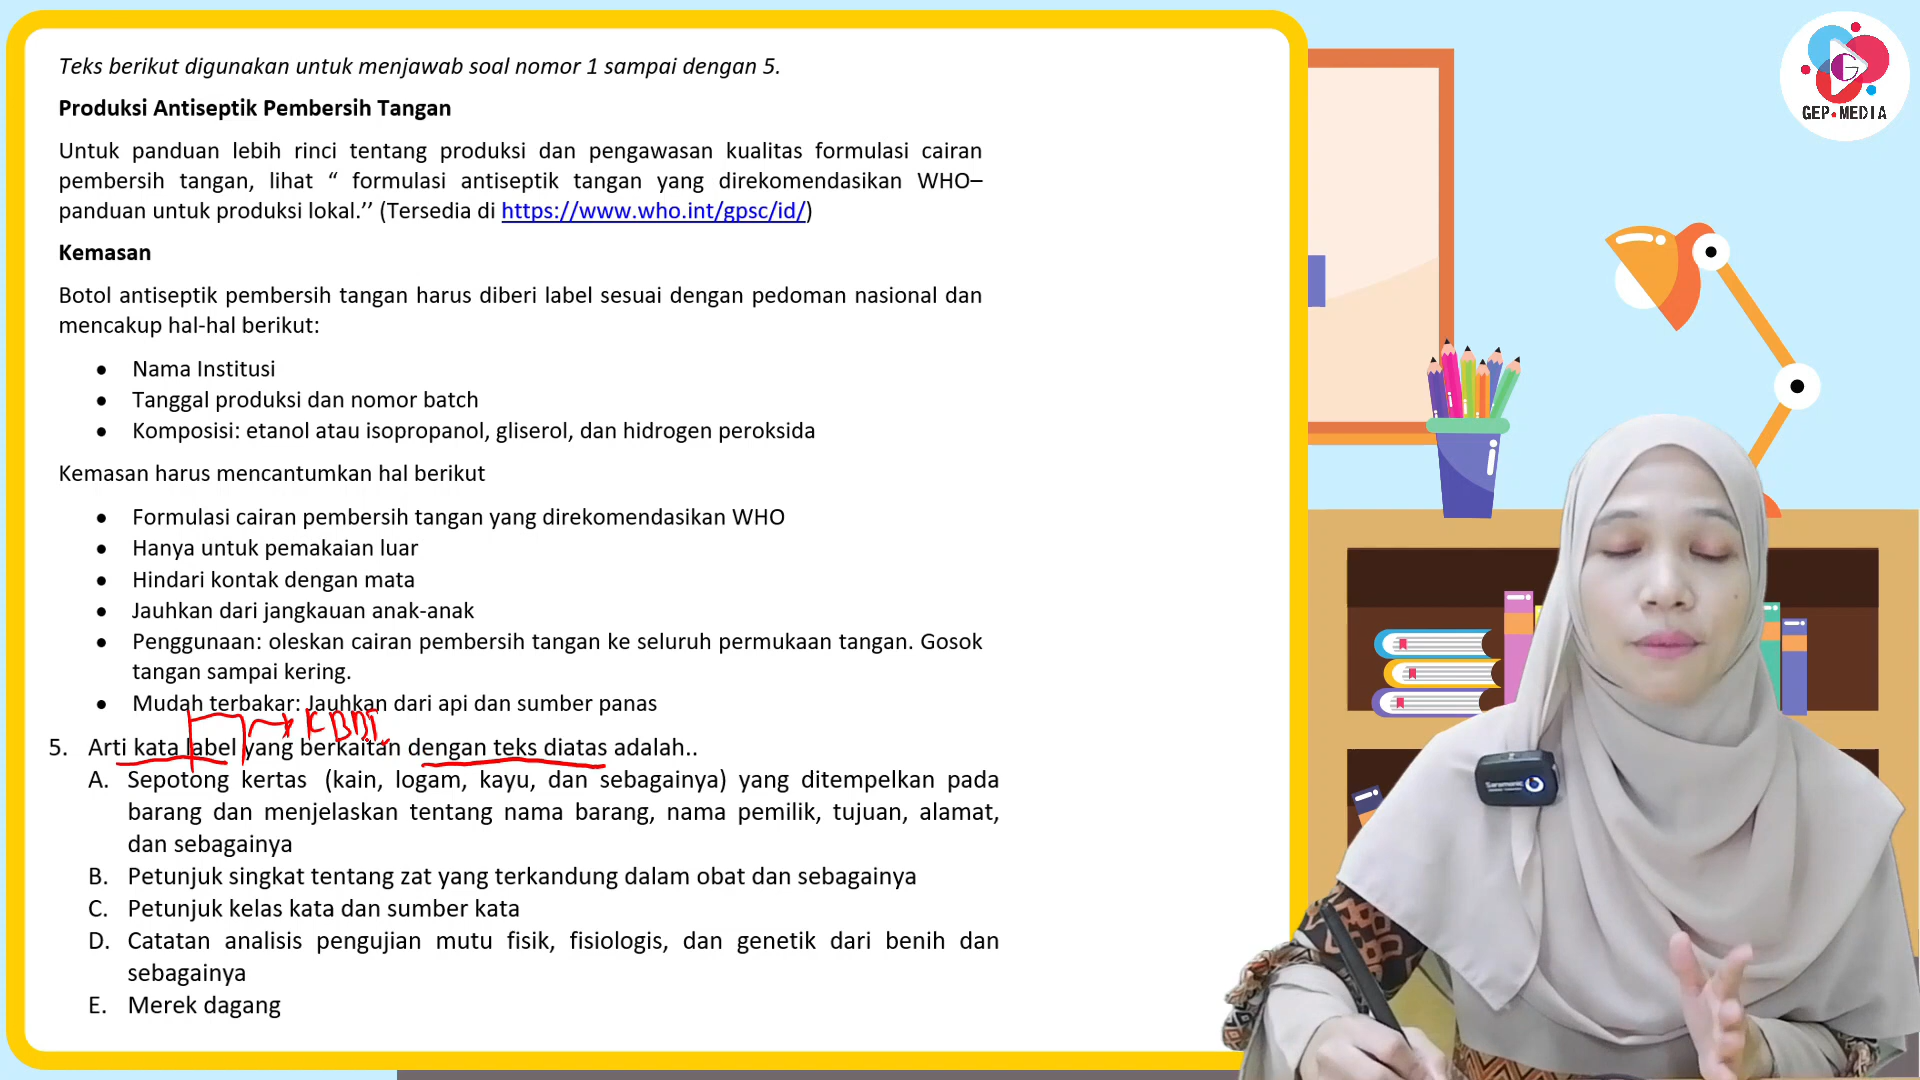 Teks berikut digunakan untuk menjawab soal nomor 1 sampai dengan 5.
Produksi Antiseptik Pembersih Tangan
Untuk panduan lebih rinci tentang produksi dan pengawasan kualitas formulasi cairan
pembersih tangan, lihat “ formulasi antiseptik tangan yang direkomendasikan WHO–
panduan untuk produksi lokal.’’ (Tersedia di https://www.who.int/gpsc/id/)
Kemasan
Botol antiseptik pembersih tangan harus diberi label sesuai dengan pedoman nasional dan
mencakup hal-hal berikut:
• Nama Institusi
• Tanggal produksi dan nomor batch
• Komposisi: etanol atau isopropanol, gliserol, dan hidrogen peroksida
Kemasan harus mencantumkan hal berikut
• Formulasi cairan pembersih tangan yang direkomendasikan WHO
• Hanya untuk pemakaian luar
• Hindari kontak dengan mata
• Jauhkan dari jangkauan anak-anak
• Penggunaan: oleskan cairan pembersih tangan ke seluruh permukaan tangan. Gosok
tangan sampai kering.
• Mudah terbakar: Jauhkan dari api dan sumber panas
KBBI
5. Arti kata label yang berkaitan dengan teks diatas adalah..
A. Sepotong kertas (kain, logam, kayu, dan sebagainya) yang ditempelkan pada
barang dan menjelaskan tentang nama barang, nama pemilik, tujuan, alamat,
dan sebagainya
B. Petunjuk singkat tentang zat yang terkandung dalam obat dan sebagainya
C. Petunjuk kelas kata dan sumber kata
D. Catatan analisis pengujian mutu fisik, fisiologis, dan genetik dari benih dan
sebagainya
E. Merek dagang
G
GEP•MEDIA
Saramonic